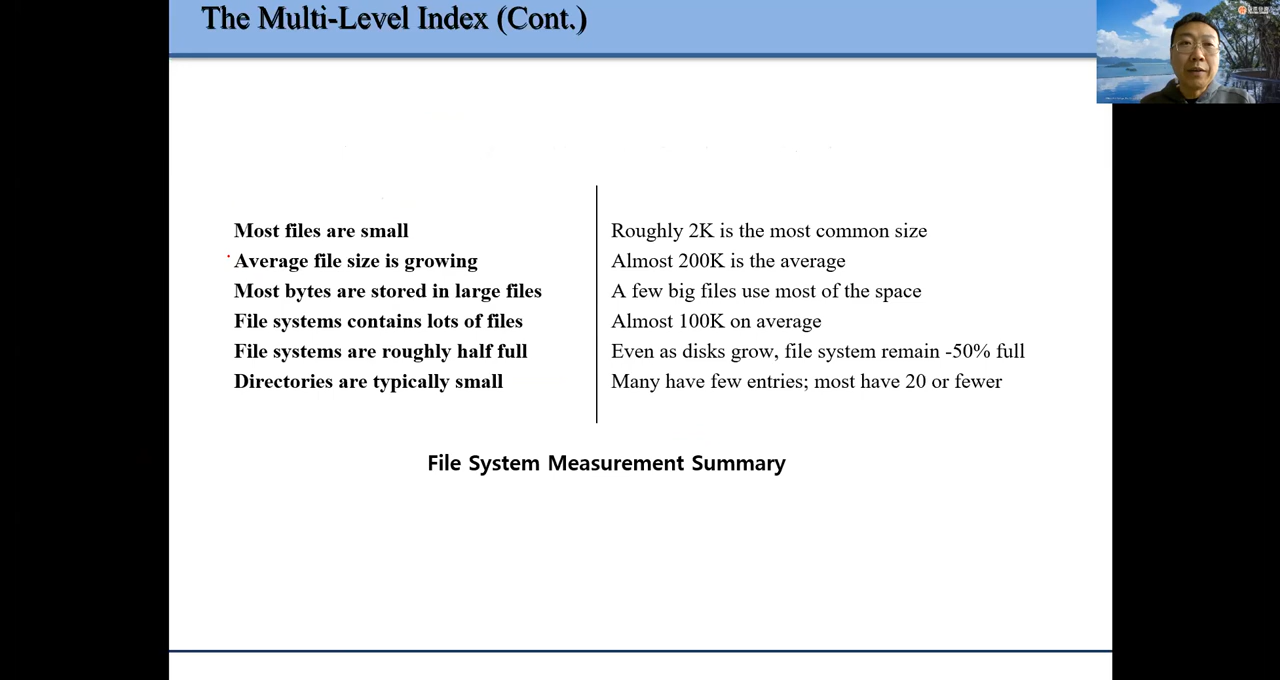 The Multi-Level Index (Cont.)
Most files are small
Roughly 2K is the most common size
Average file size is growing
Almost 200K is the average
Most bytes are stored in large files
A few big files use most of the space
File systems contains lots of files
Almost 100K on average
File systems are roughly half full
Even as disks grow, file system remain -50% full
Directories are typically small
Many have few entries; most have 20 or fewer
File System Measurement Summary